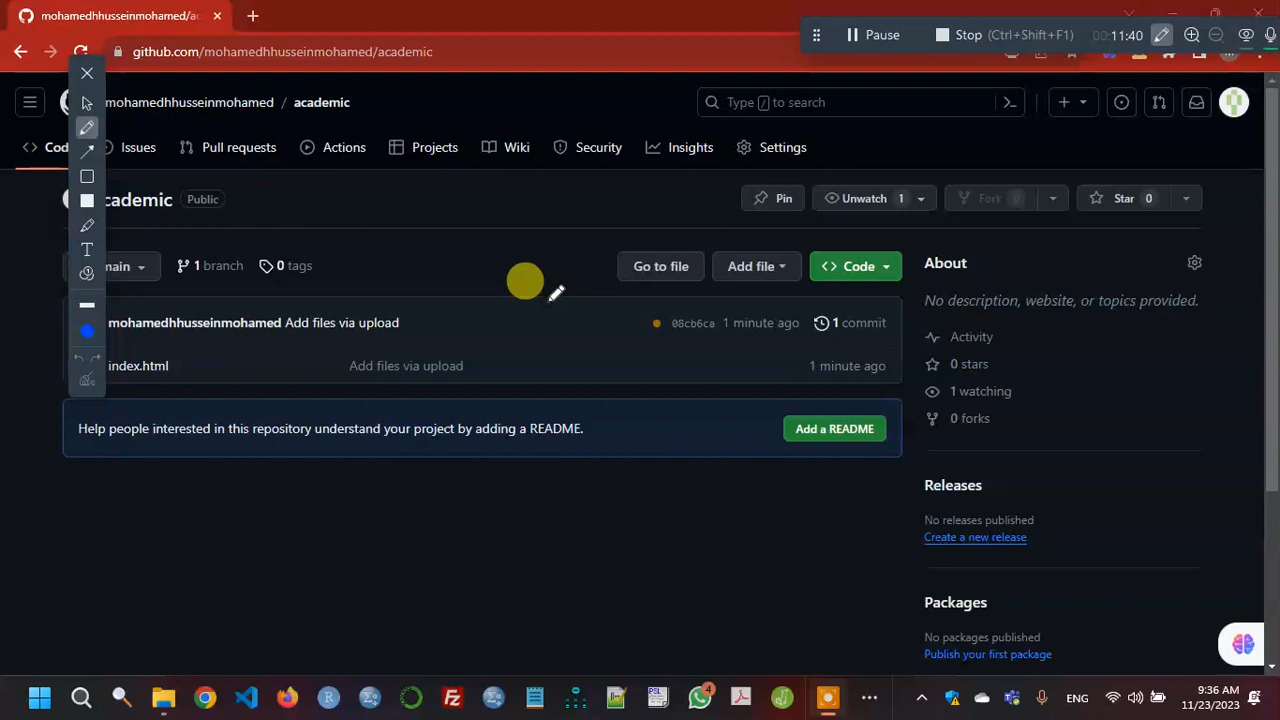 mohamedhhusseinmohamed/ac
Pause
Stop (Ctrl+Shift+F1)
00:11:40
github.com/mohamedhhusseinmohamed/academic
mohamedhhusseinmohamed / academic
Type / to search
Code
Issues
Pull requests
Actions
Projects
Wiki
Security
Insights
Settings
academic
Public
Pin
Unwatch 1
Fork 0
Star 0
main
1 branch
0 tags
Go to file
Add file
Code
About
No description, website, or topics provided.
mohamedhhusseinmohamed Add files via upload
08cb6ca 1 minute ago
1 commit
index.html
Add files via upload
1 minute ago
Activity
0 stars
1 watching
0 forks
Help people interested in this repository understand your project by adding a README.
Add a README
Releases
No releases published
Create a new release
Packages
No packages published
Publish your first package
T
R
Fz
PSL
4
ENG
9:36 AM
11/23/2023